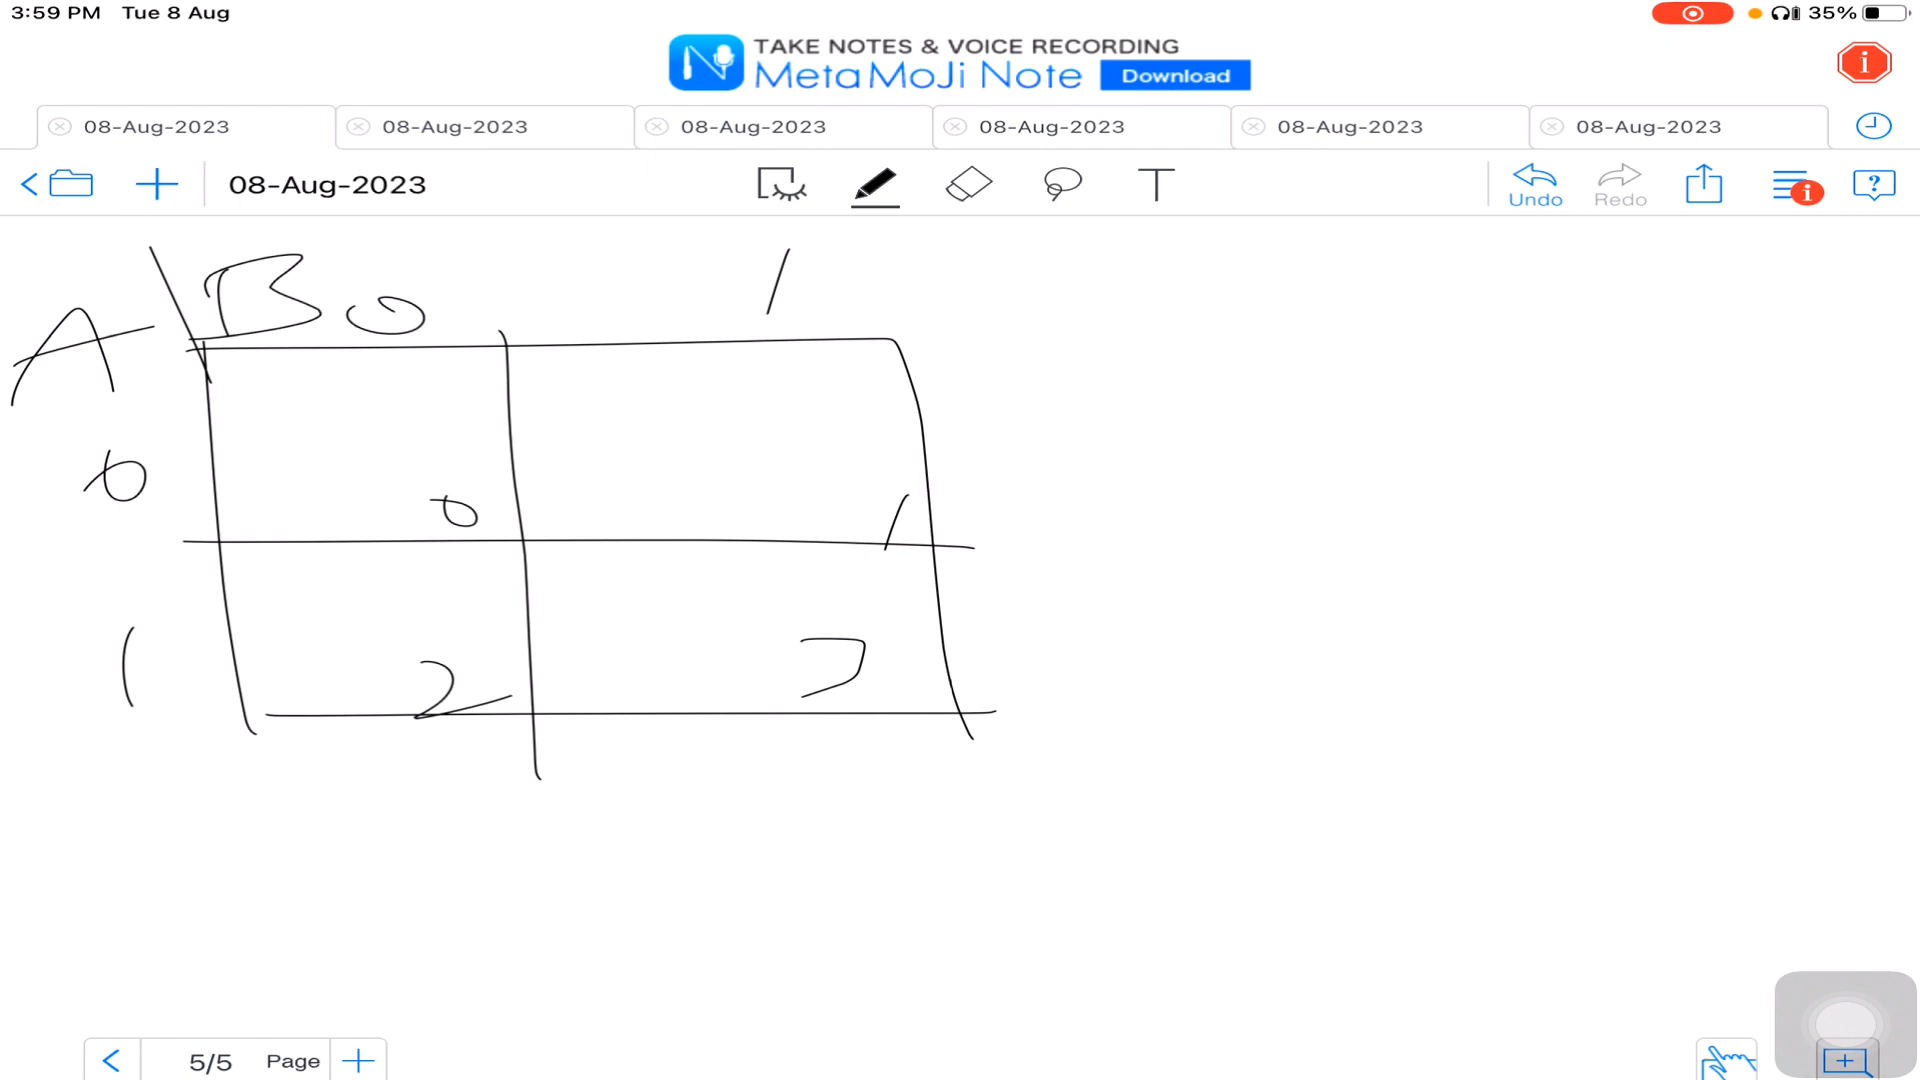 3:59 PM Tue 8 Aug 35%
TAKE NOTES & VOICE RECORDING
MetaMoJi Note Download
08-Aug-2023 08-Aug-2023 08-Aug-2023 08-Aug-2023 08-Aug-2023 08-Aug-2023
08-Aug-2023 T Undo Redo
B 0 1
A
0 0 1
1 2
5/5 Page